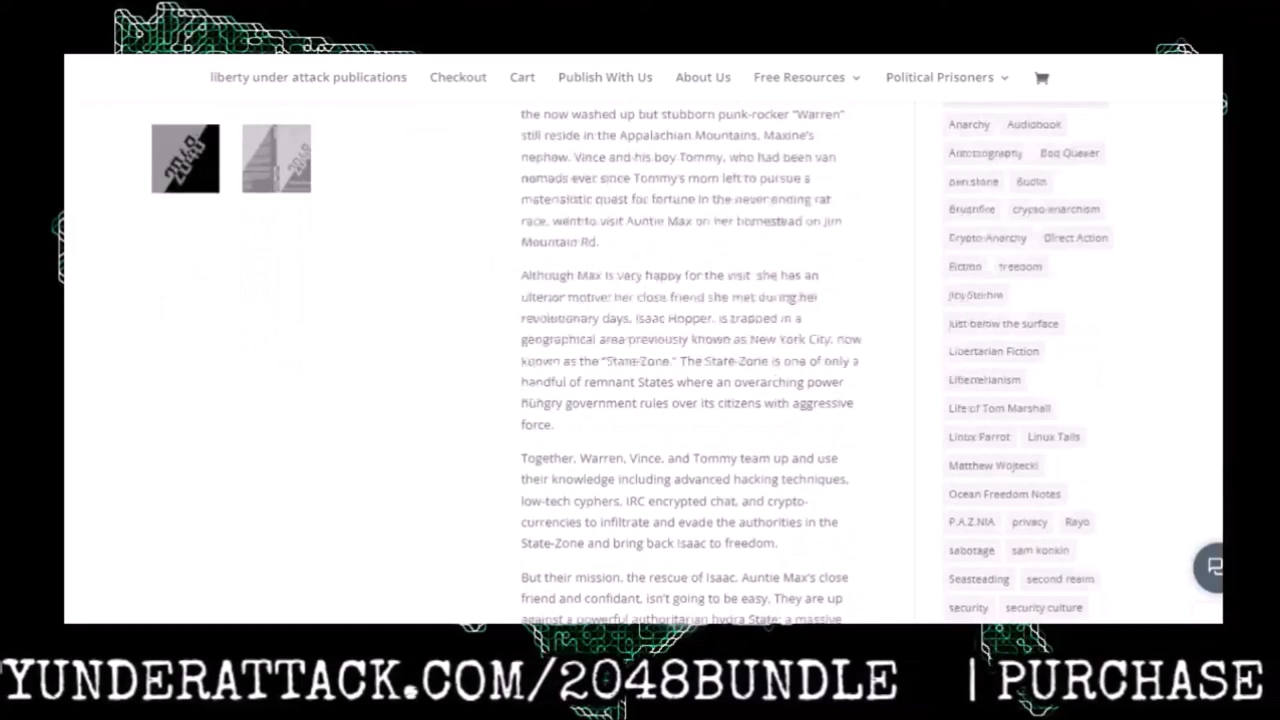 liberty under attack publications Checkout Cart Publish With Us About Us Free Resources Political Prisoners
2048
2048
the now washed up but stubborn punk-rocker "Warren"
still reside in the Appalachian Mountains, Maxine's
nephew, Vince and his boy Tommy, who had been van
nomads ever since Tommy's mom left to pursue a
materialistic quest for fortune in the never ending rat
race, went to visit Auntie Max on her homestead on Jim
Mountain Rd.
Although Max is very happy for the visit she has an
ulterior motive: her close friend she met during her
revolutionary days, Isaac Hopper, is trapped in a
geographical area previously known as New York City, now
known as the "State-Zone." The State-Zone is one of only a
handful of remnant States where an overarching power
hungry government rules over its citizens with aggressive
force.
Together, Warren, Vince, and Tommy team up and use
their knowledge including advanced hacking techniques,
low-tech cyphers, IRC encrypted chat, and crypto-
currencies to infiltrate and evade the authorities in the
State-Zone and bring back Isaac to freedom.
But their mission, the rescue of Isaac, Auntie Max's close
friend and confidant, isn't going to be easy. They are up
against a powerful authoritarian hydra State; a massive
Anarchy Audiobook
crypto-anarchism
Crypto-Anarchy Direct Action
Fiction freedom
just below the surface
Libertarian Fiction
Life of Tom Marshall
Linux Parrot Linux Tails
Matthew Wojtecki
Ocean Freedom Notes
P.A.Z.NIA privacy Rayo
sabotage sam konkin
Seasteading second realm
security security culture
YUNDERATTACK.COM/2048BUNDLE | PURCHASE